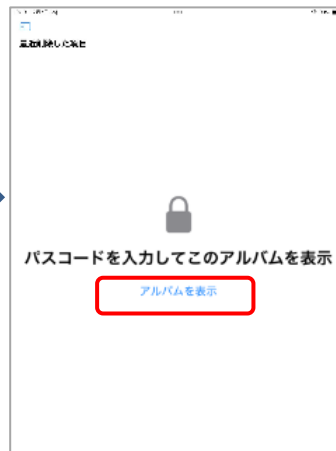 最近削除した項目
パスコードを入力してこのアルバムを表示
アルバムを表示